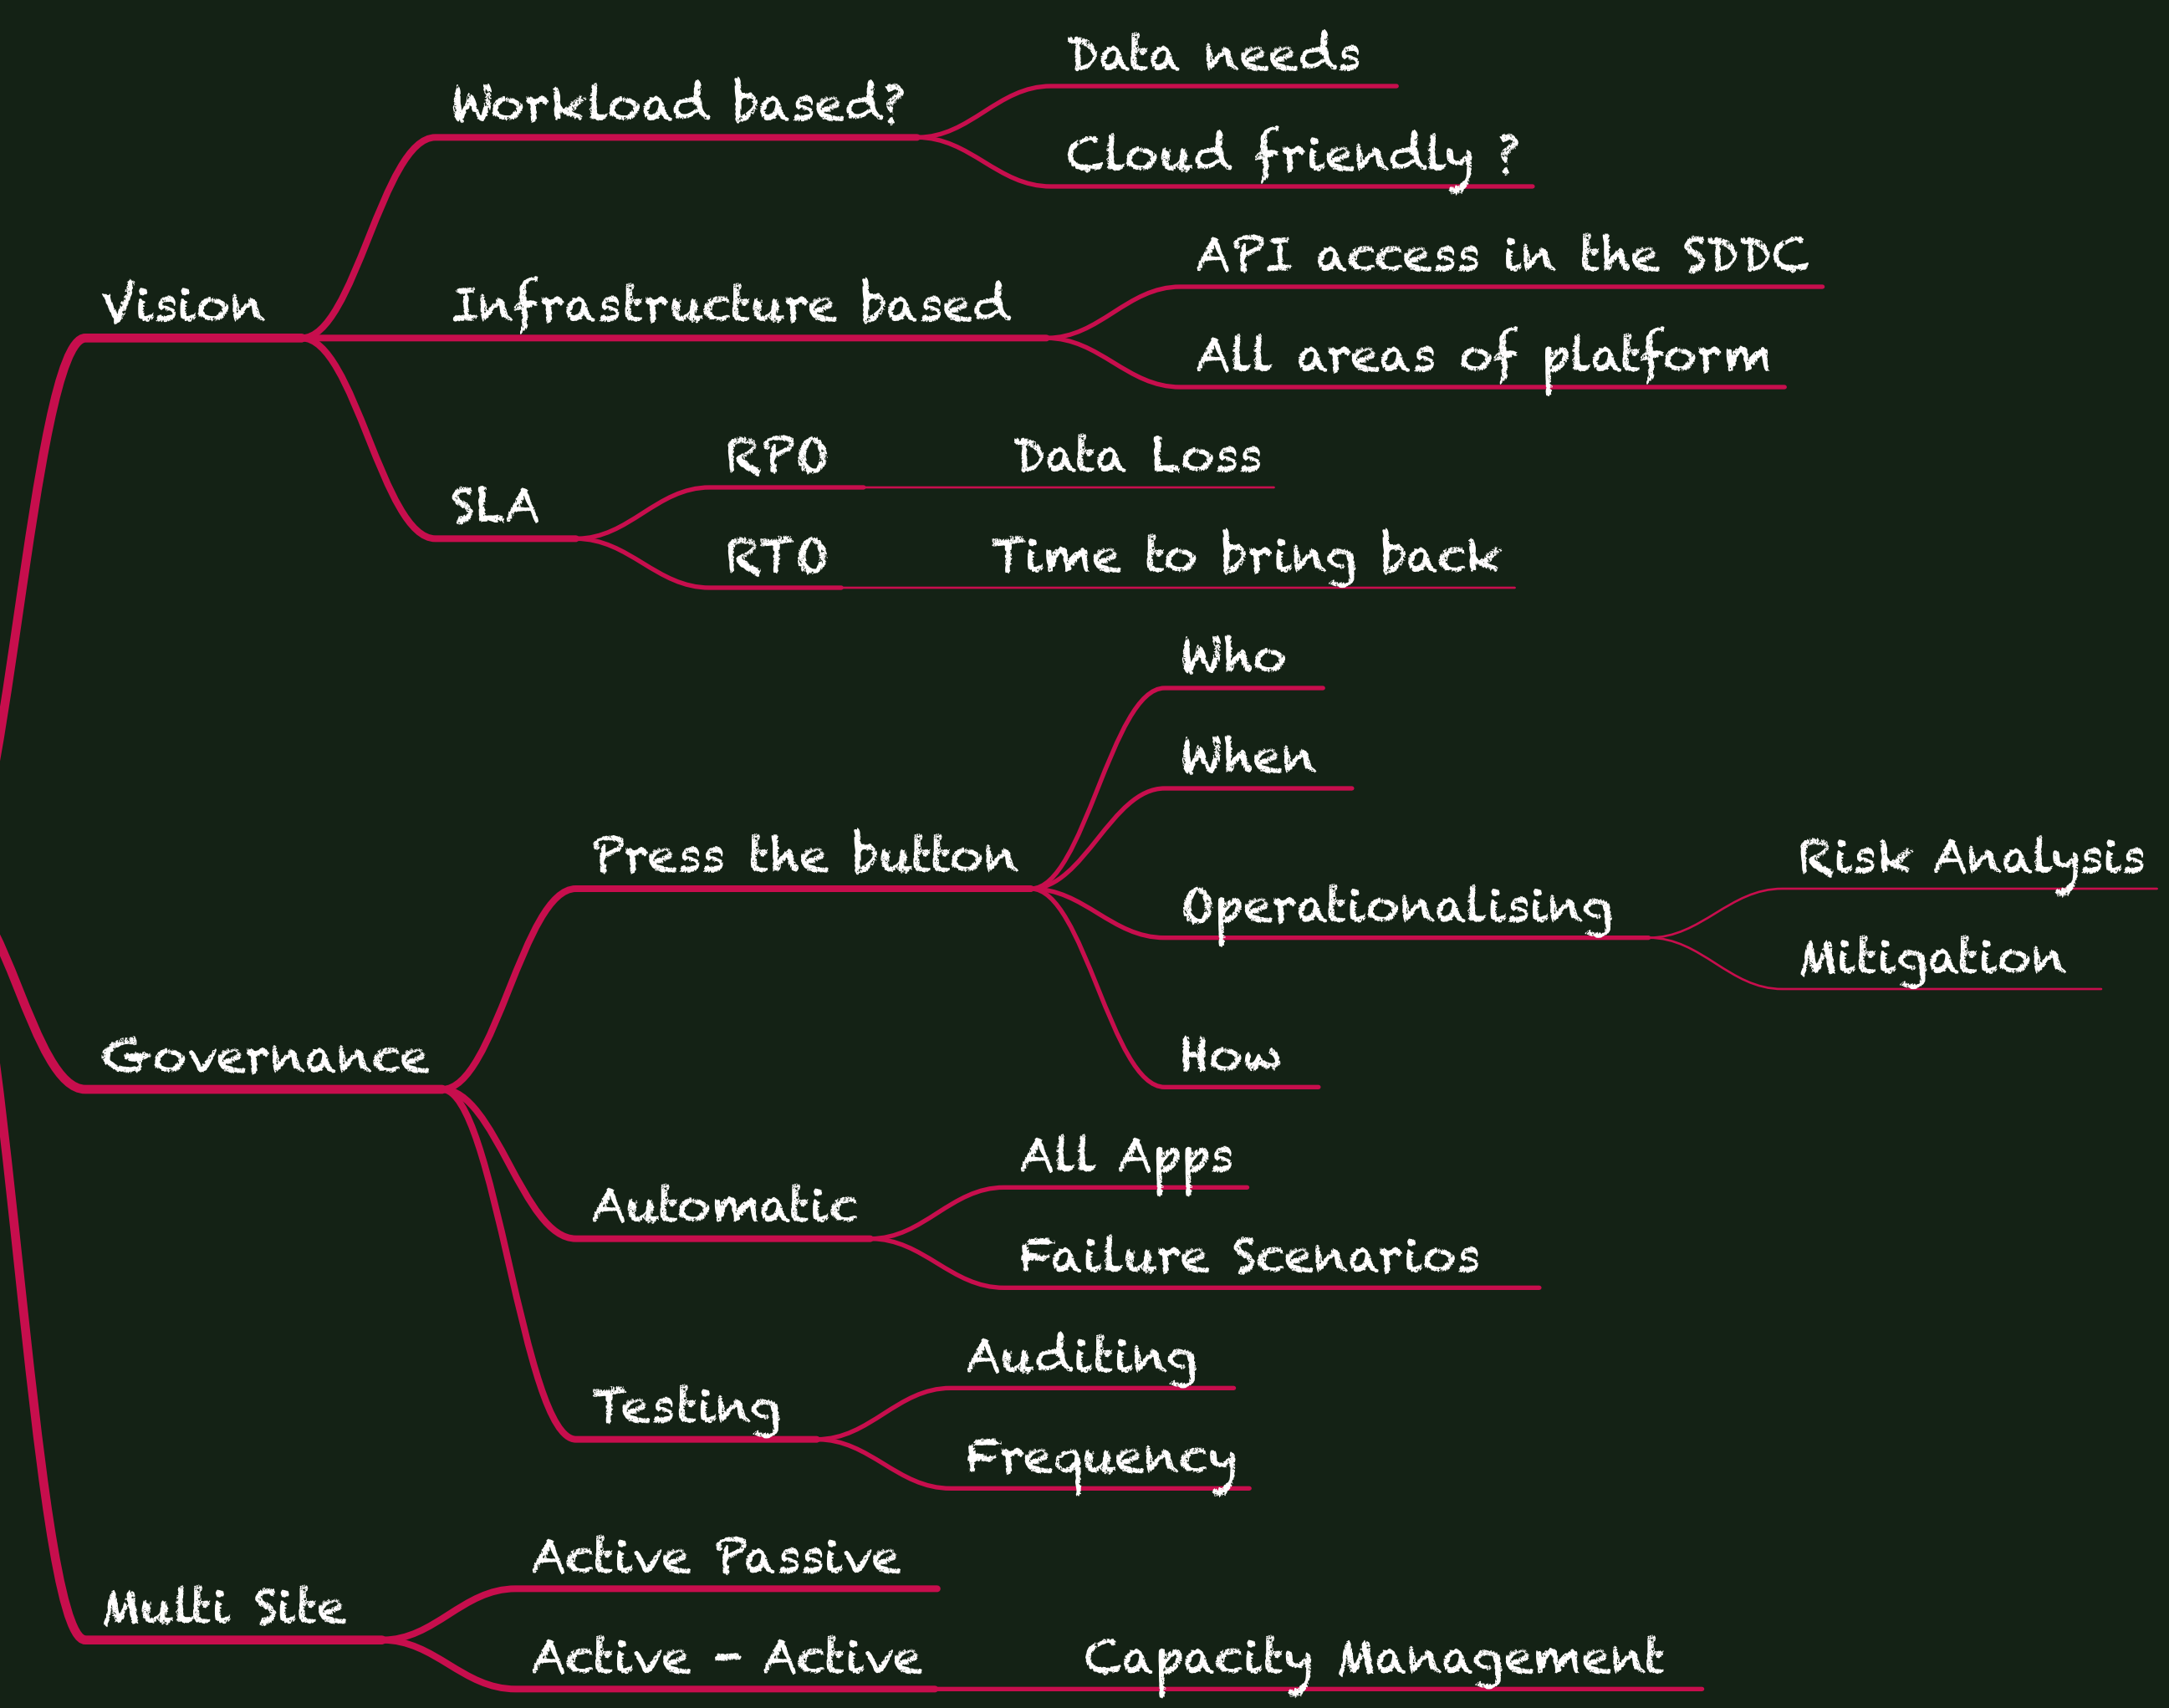 Data needs
Workload based?
Cloud friendly ?
API access in the SDDC
Vision
Infrastructure based
All areas of platform
RPO
Data Loss
SLA
RTO
Time to bring back
Who
When
Press the button
Risk Analysis
Operationalising
Mitigation
Governance
How
All Apps
Automatic
Failure Scenarios
Auditing
Testing
Frequency
Active Passive
Multi Site
Active - Active
Capacity Management